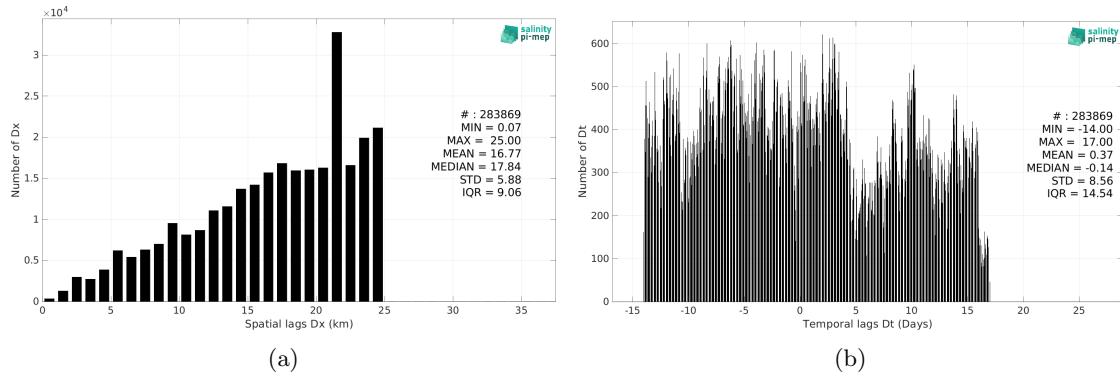 ×10⁴
3
2.5
2
1.5
1
0.5
0
Number of Dx
0 5 10 15 20 25 30 35
Spatial lags Dx (km)
salinity
pi-mep
# : 283869
MIN = 0.07
MAX = 25.00
MEAN = 16.77
MEDIAN = 17.84
STD = 5.88
IQR = 9.06
(a)
600
500
400
300
200
100
0
Number of Dt
-15 -10 -5 0 5 10 15 20 25
Temporal lags Dt (Days)
salinity
pi-mep
# : 283869
MIN = -14.00
MAX = 17.00
MEAN = 0.37
MEDIAN = -0.14
STD = 8.56
IQR = 14.54
(b)